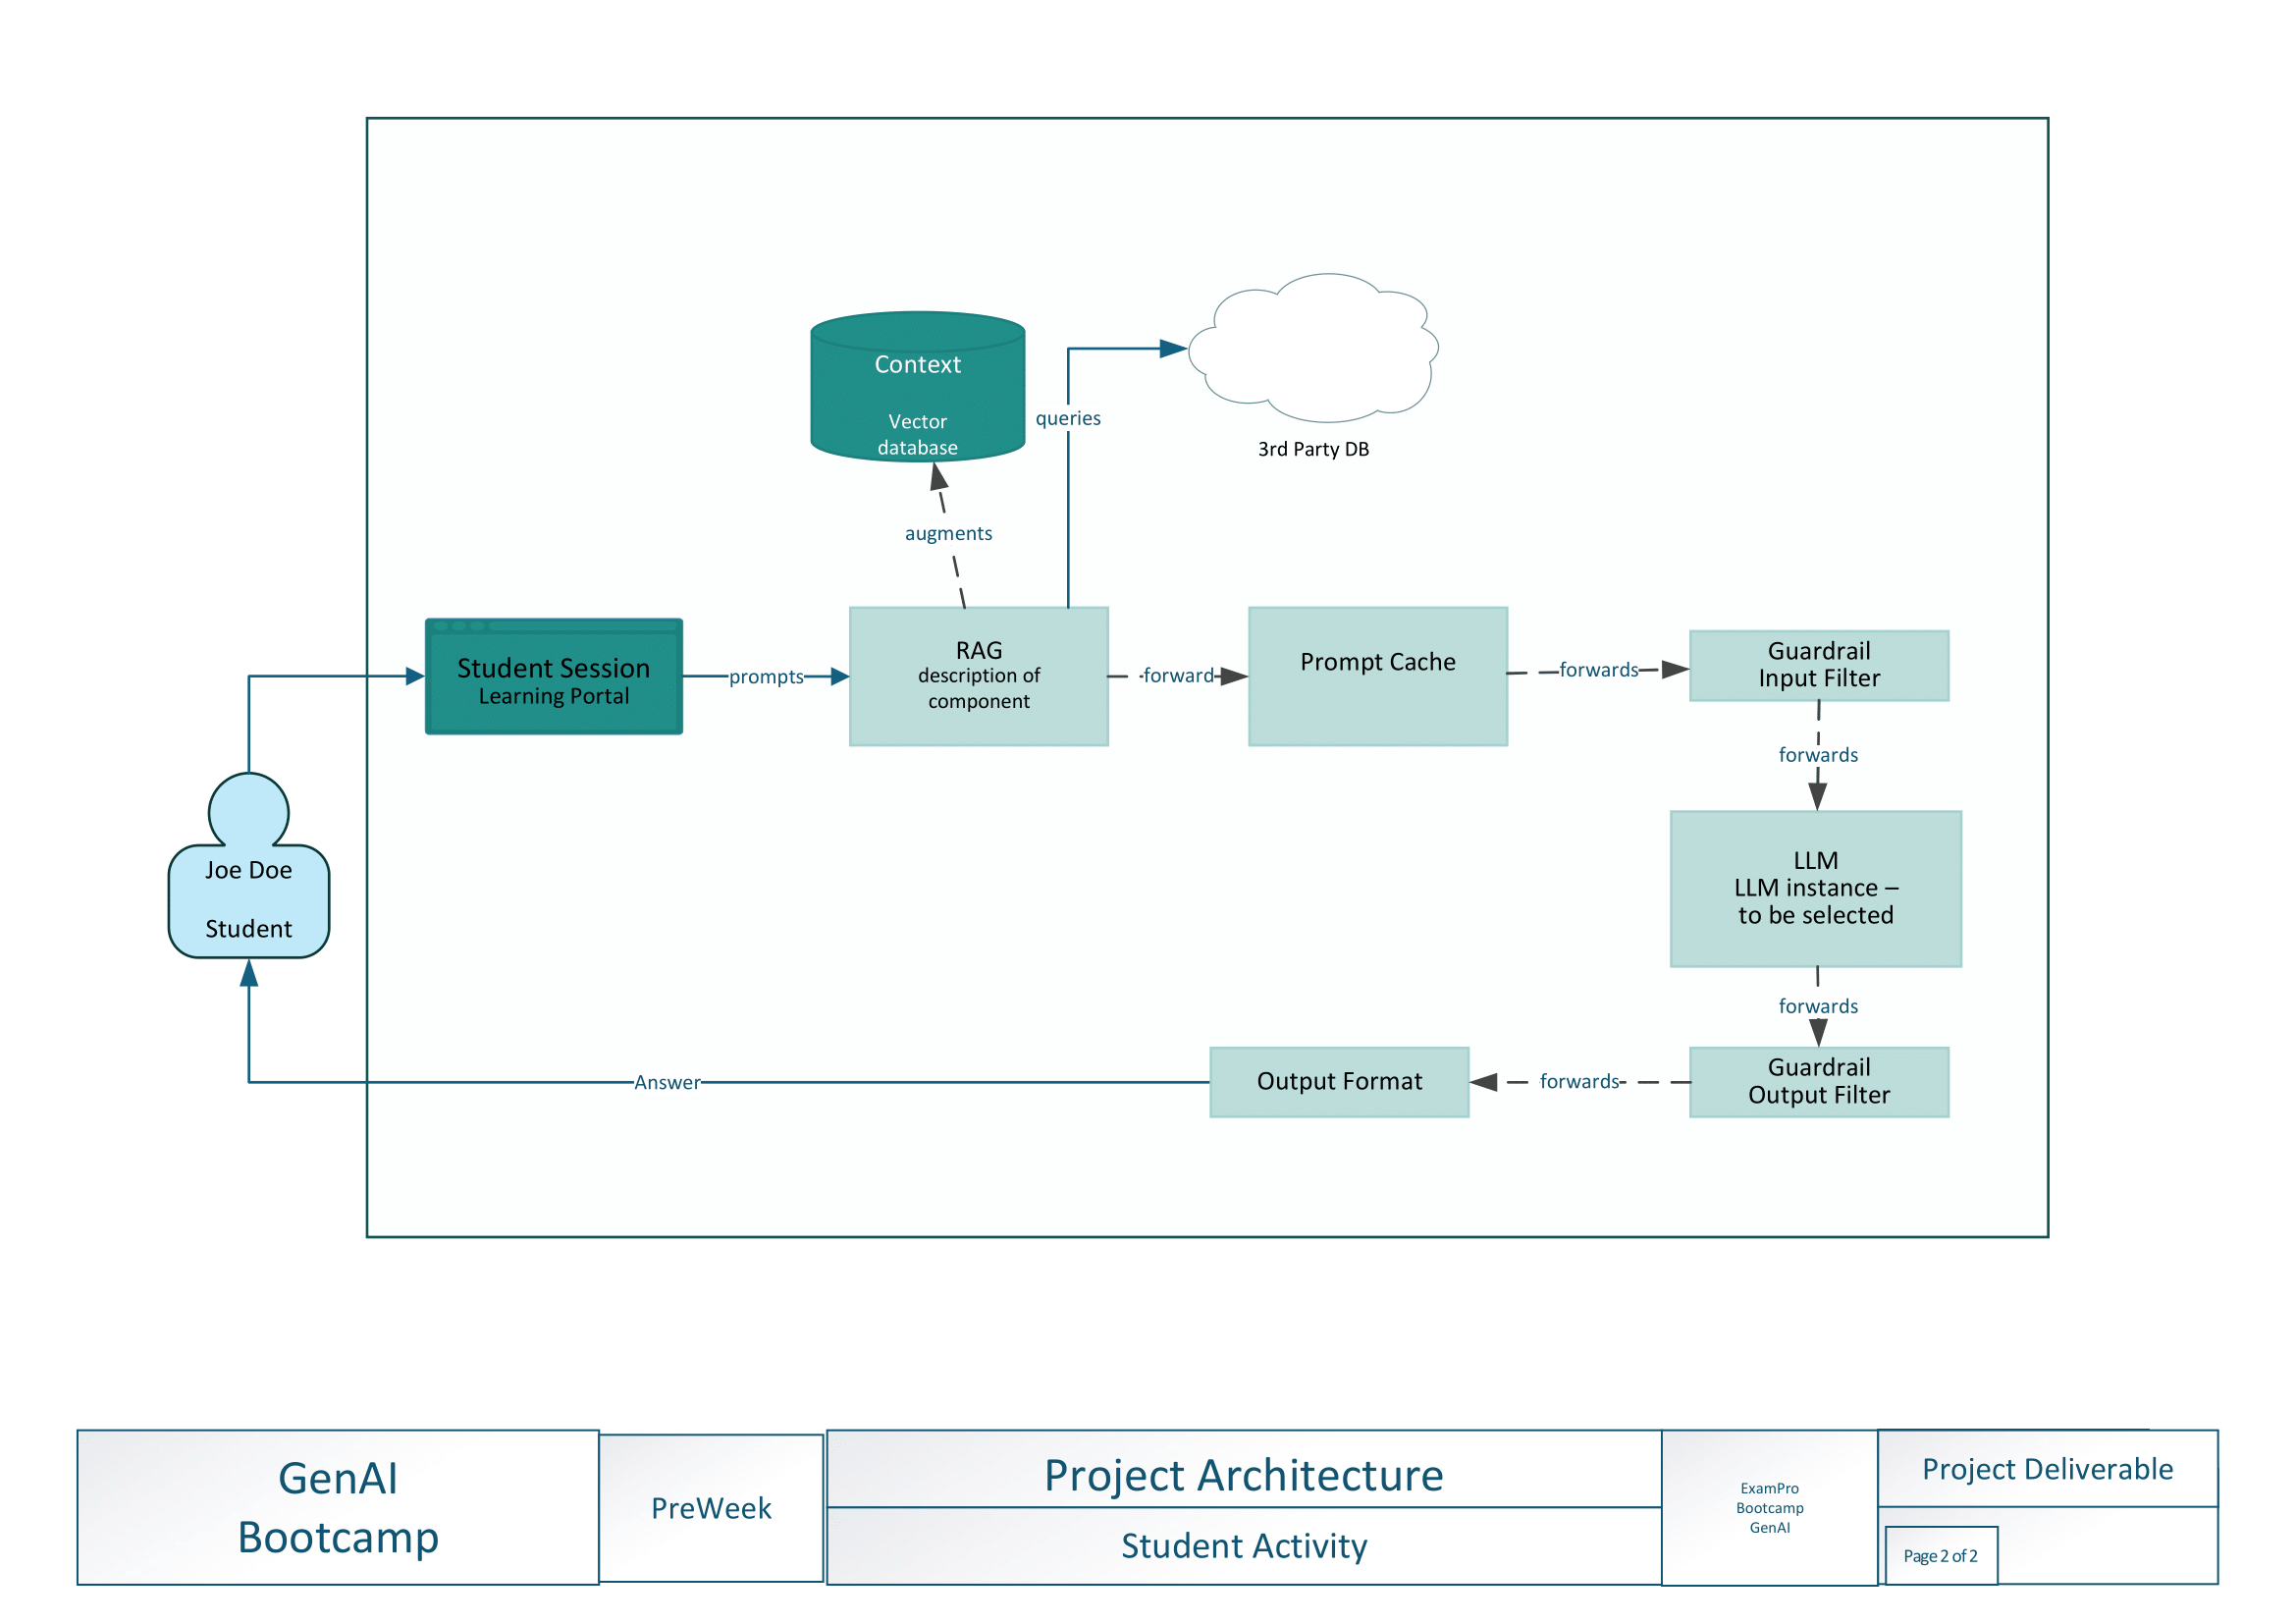 Context
Vector
database
queries
3rd Party DB
augments
Student Session
Learning Portal
prompts
RAG
description of
component
forward
Prompt Cache
forwards
Guardrail
Input Filter
forwards
Joe Doe
Student
LLM
LLM instance –
to be selected
forwards
Guardrail
Output Filter
forwards
Output Format
Answer
GenAI
Bootcamp
PreWeek
Project Architecture
Student Activity
ExamPro
Bootcamp
GenAI
Project Deliverable
Page 2 of 2